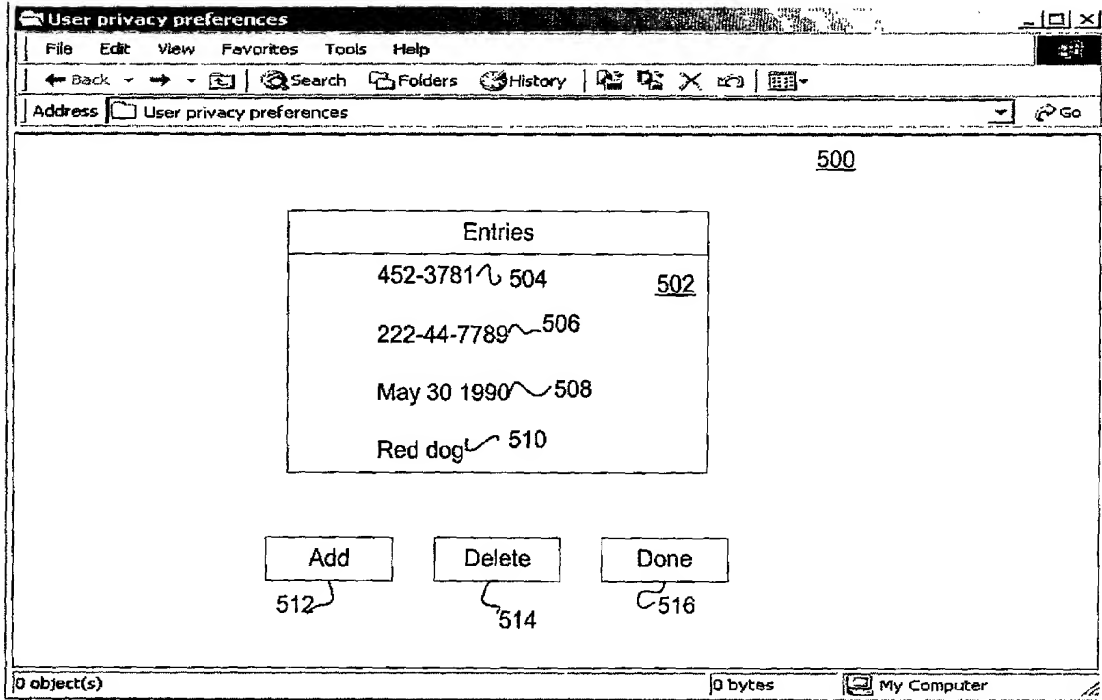 User privacy preferences
File Edit View Favorites Tools Help
Back Search Folders History
Address User privacy preferences Go
500
Entries
452-3781 504
502
222-44-7789 506
May 30 1990 508
Red dog 510
Add Delete Done
512 514 516
0 object(s) 0 bytes My Computer